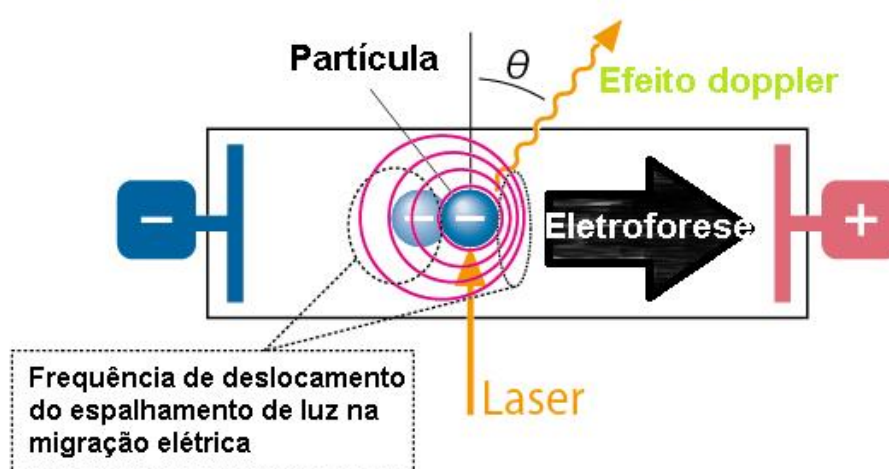 Partícula
θ
Efeito doppler
−
− −
Eletroforese
+
Frequência de deslocamento
do espalhamento de luz na
migração elétrica
Laser